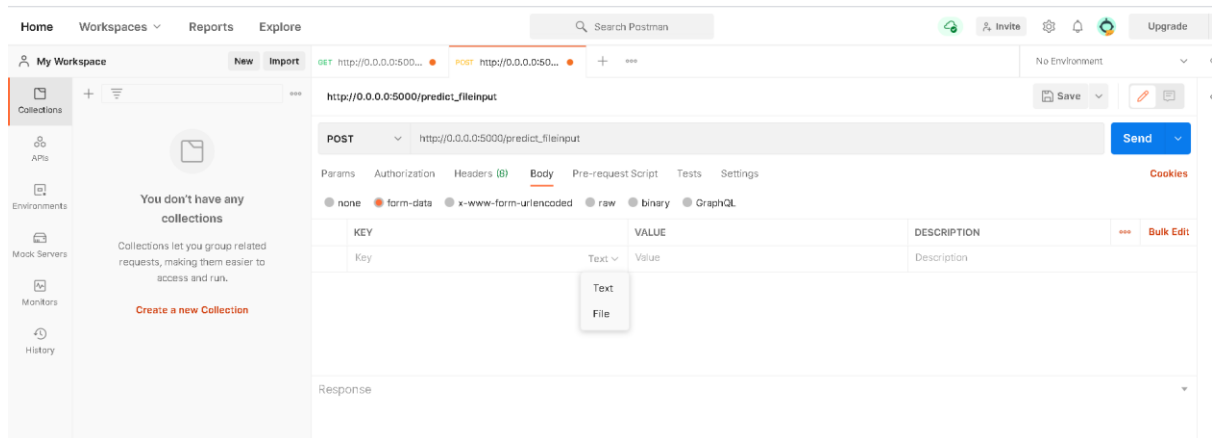 Home Workspaces Reports Explore Search Postman Invite Upgrade
My Workspace New Import GET http://0.0.0.0:500... POST http://0.0.0.0:50... No Environment
Collections
APIs
Environments
Mock Servers
Monitors
History
You don't have any
collections
Collections let you group related
requests, making them easier to
access and run.
Create a new Collection
http://0.0.0.0:5000/predict_fileinput Save
POST http://0.0.0.0:5000/predict_fileinput Send
Params Authorization Headers (8) Body Pre-request Script Tests Settings Cookies
none form-data x-www-form-urlencoded raw binary GraphQL
KEY VALUE DESCRIPTION Bulk Edit
Key Text Value Description
Text
File
Response